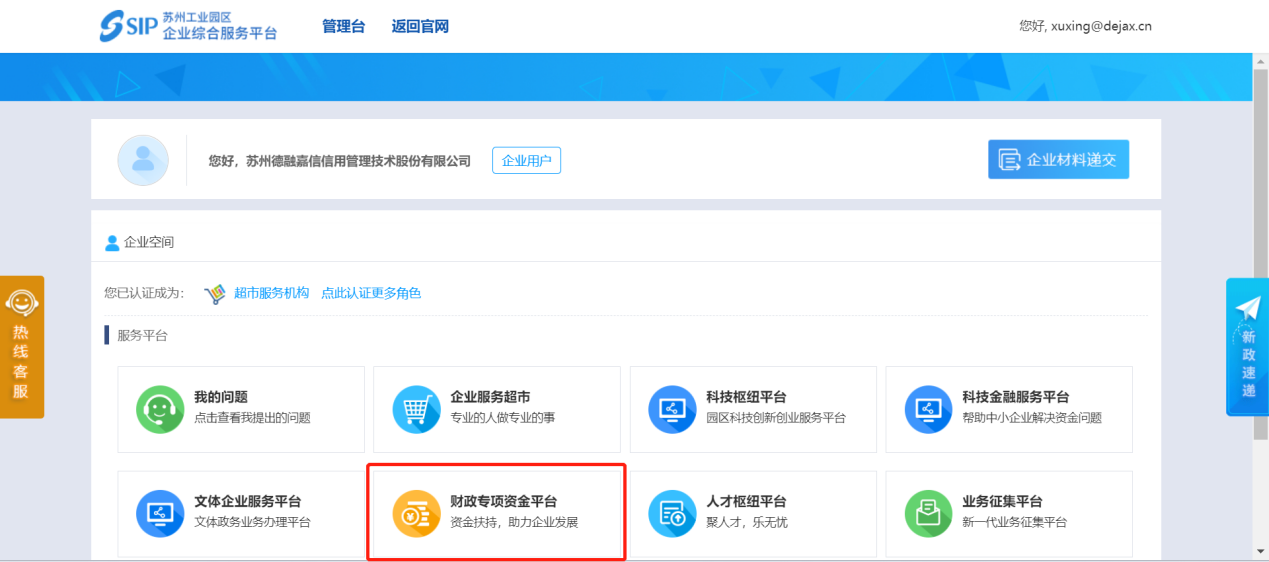 SIP 苏州工业园区
企业综合服务平台
管理台 返回官网
您好, xuxing@dejax.cn
您好，苏州德融嘉信信用管理技术股份有限公司 企业用户
企业材料递交
企业空间
您已认证成为： 超市服务机构 点此认证更多角色
服务平台
我的问题
点击查看我提出的问题
企业服务超市
专业的人做专业的事
科技枢纽平台
园区科技创新创业服务平台
科技金融服务平台
帮助中小企业解决资金问题
文体企业服务平台
文体政务业务办理平台
财政专项资金平台
资金扶持，助力企业发展
人才枢纽平台
聚人才，乐无忧
业务征集平台
新一代业务征集平台
热线客服
新政速递